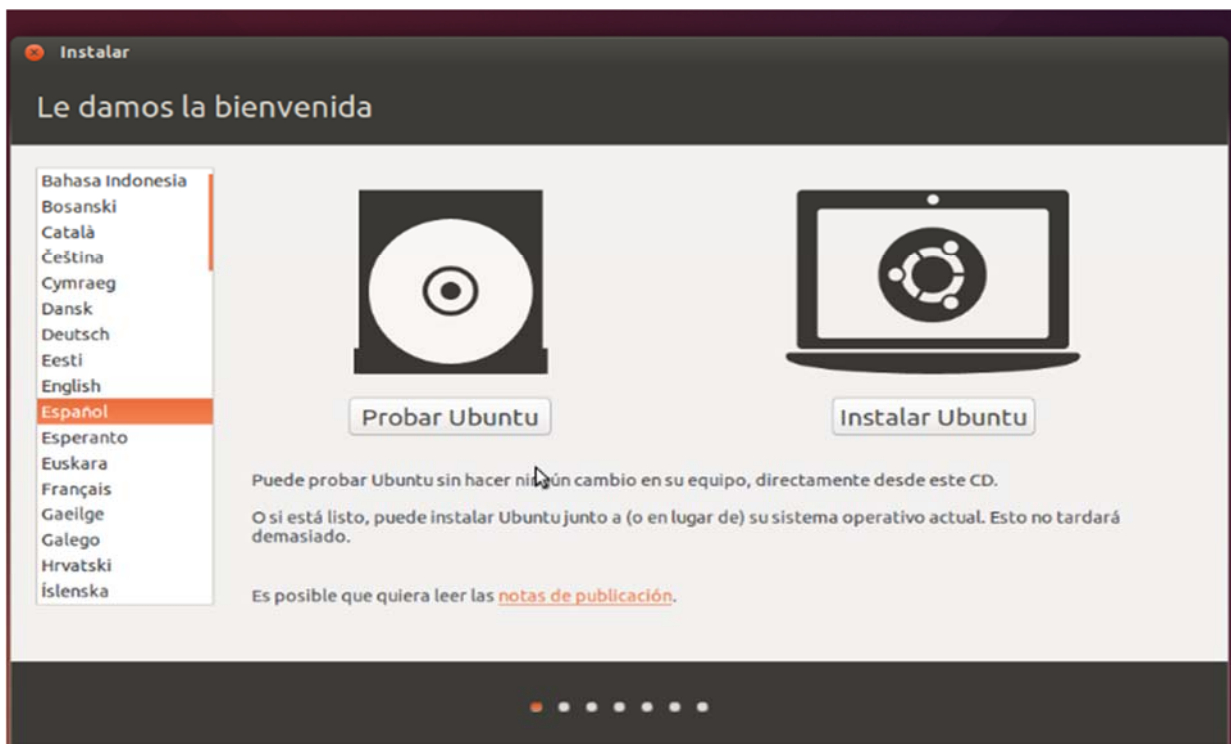 Instalar
Le damos la bienvenida
Bahasa Indonesia
Bosanski
Català
Čeština
Cymraeg
Dansk
Deutsch
Eesti
English
Español
Esperanto
Euskara
Français
Gaeilge
Galego
Hrvatski
Íslenska
Probar Ubuntu
Instalar Ubuntu
Puede probar Ubuntu sin hacer ningún cambio en su equipo, directamente desde este CD.
O si está listo, puede instalar Ubuntu junto a (o en lugar de) su sistema operativo actual. Esto no tardará
demasiado.
Es posible que quiera leer las notas de publicación.